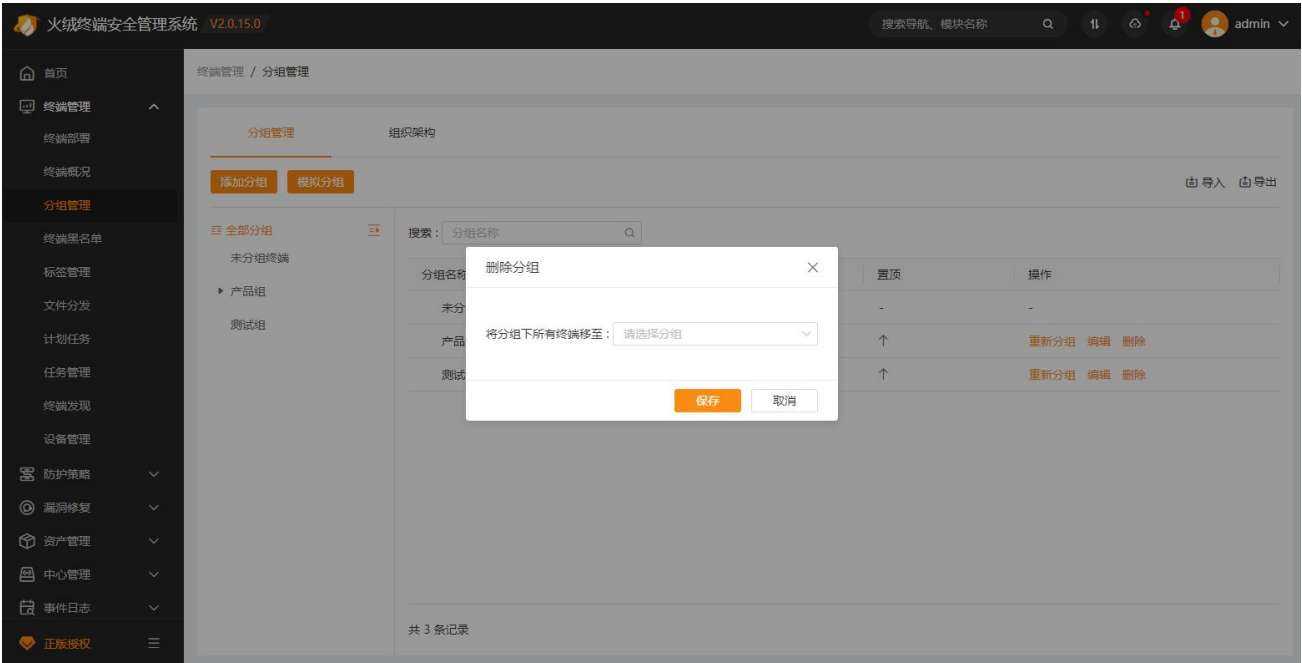 火绒终端安全管理系统 V2.0.15.0
搜索导航、模块名称
1
admin
首页
终端管理
终端部署
终端概况
分组管理
终端黑名单
标签管理
文件分发
计划任务
任务管理
终端发现
设备管理
防护策略
漏洞修复
资产管理
中心管理
事件日志
正版授权
终端管理 / 分组管理
分组管理 组织架构
添加分组 模拟分组 导入 导出
全部分组
未分组终端
产品组
测试组
搜索： 分组名称
分组名称 置顶 操作
未分 - -
产品 重新分组 编辑 删除
测试 重新分组 编辑 删除
共 3 条记录
删除分组
将分组下所有终端移至： 请选择分组
保存 取消